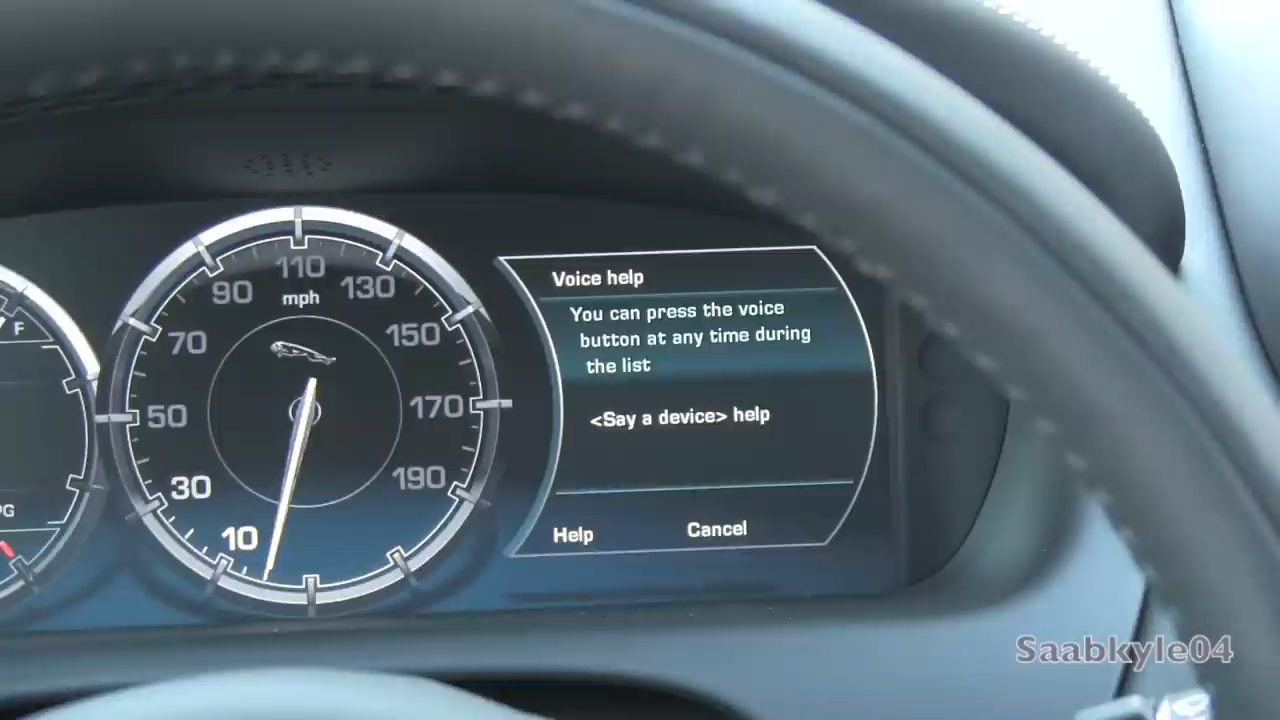 F
PG
110
90
130
mph
70
150
50
170
30
190
10
Voice help
You can press the voice
button at any time during
the list
<Say a device> help
Help
Cancel
Saabkyle04